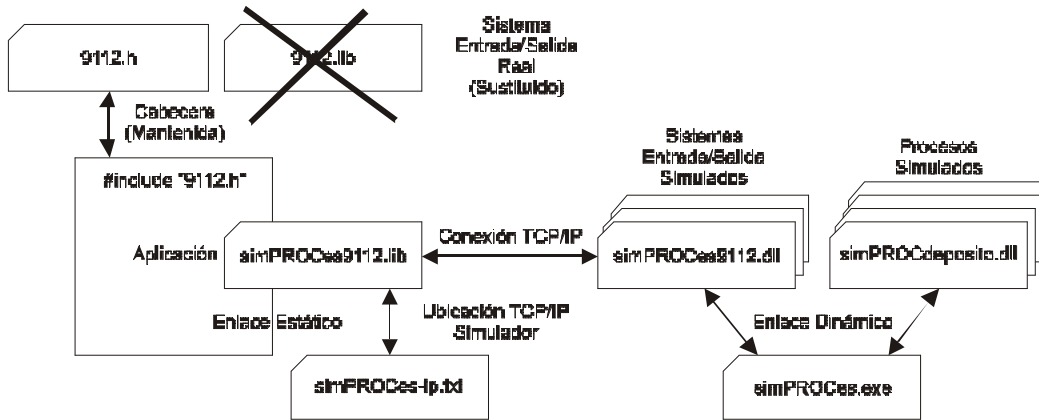 9112.h
9112.lib
Sistema
Entrada/Salida
Real
(Sustituido)
Cabecera
(Mantenida)
#include "9112.h"
Aplicación
simPROCes9112.lib
Enlace Estático
Conexión TCP/IP
Ubicación TCP/IP
Simulador
simPROCes-ip.txt
Sistemas
Entrada/Salida
Simulados
simPROCes9112.dll
Procesos
Simulados
simPROCdeposito.dll
Enlace Dinámico
simPROCes.exe